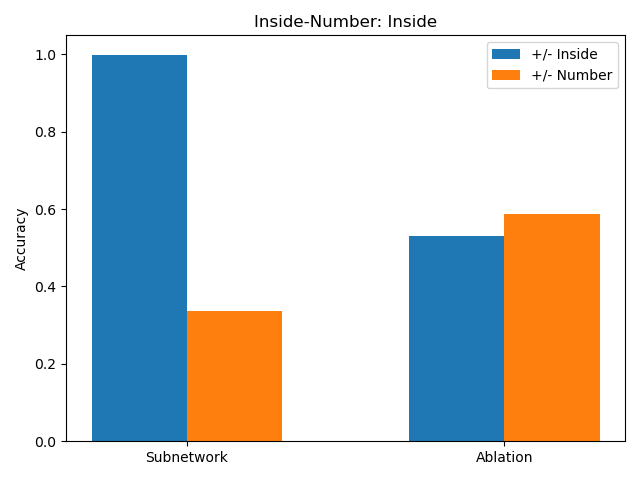 Inside-Number: Inside
+/- Inside
+/- Number
Accuracy
1.0
0.8
0.6
0.4
0.2
0.0
Subnetwork
Ablation